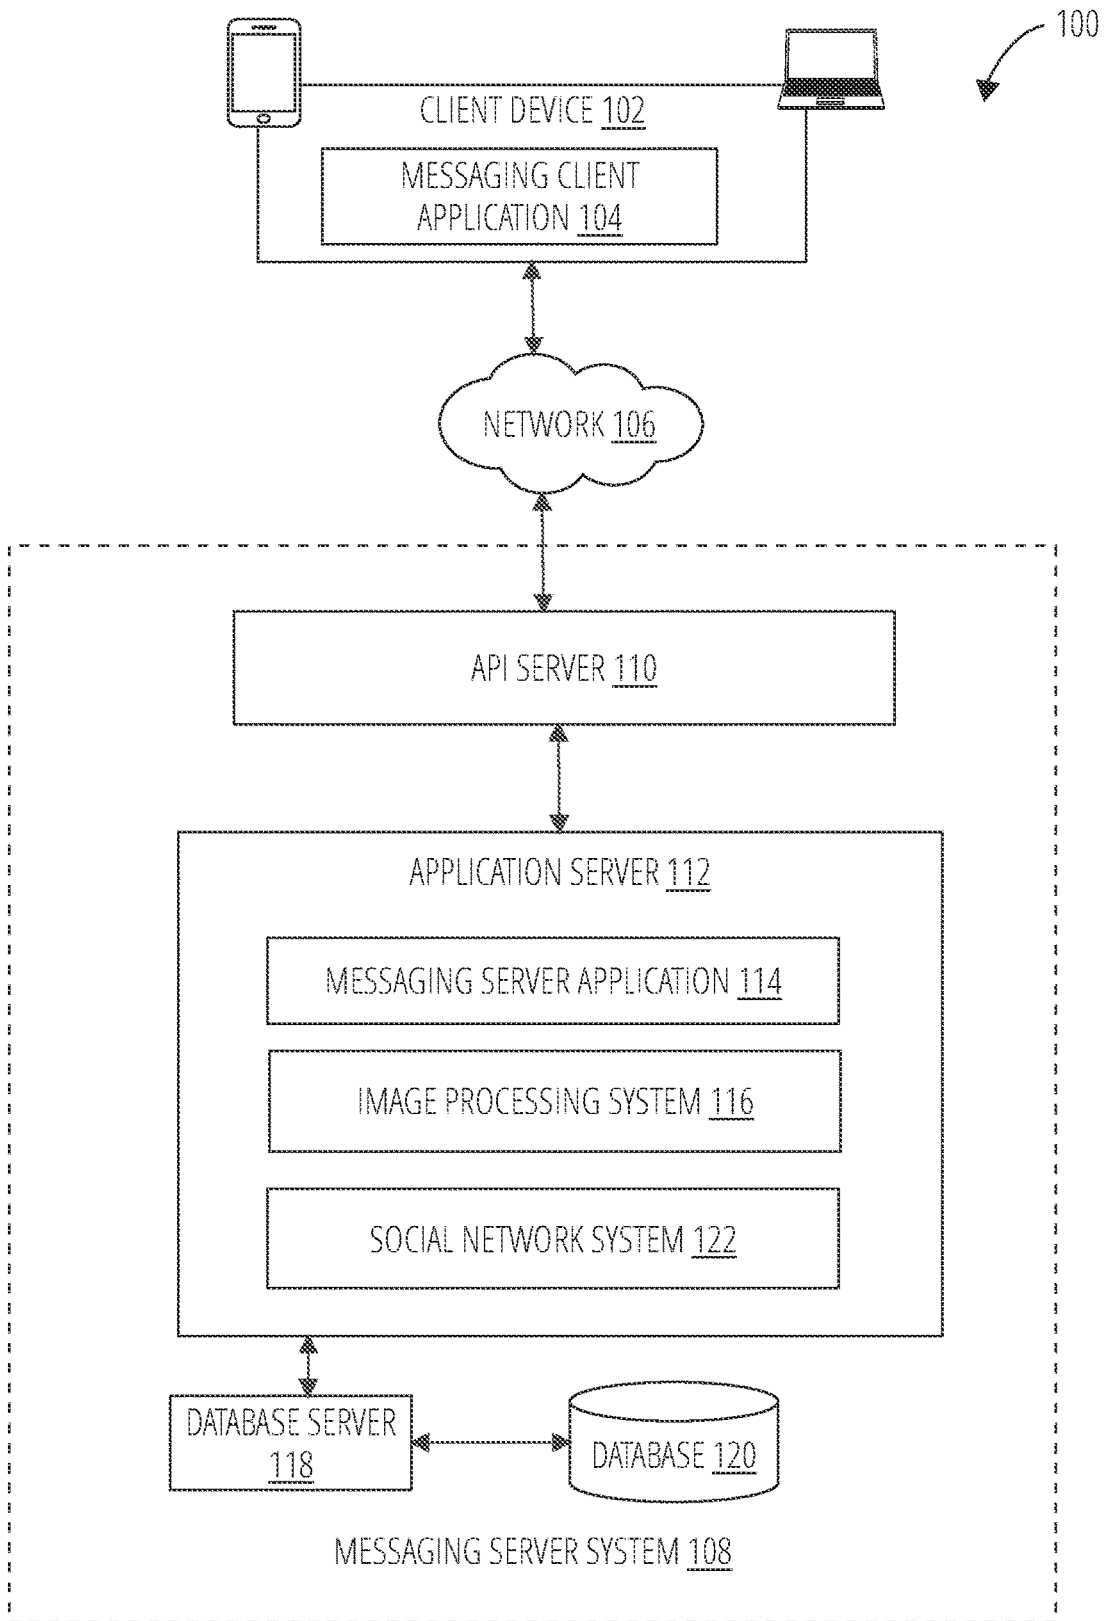 100
CLIENT DEVICE 102
MESSAGING CLIENT
APPLICATION 104
NETWORK 106
API SERVER 110
APPLICATION SERVER 112
MESSAGING SERVER APPLICATION 114
IMAGE PROCESSING SYSTEM 116
SOCIAL NETWORK SYSTEM 122
DATABASE SERVER
118
DATABASE 120
MESSAGING SERVER SYSTEM 108